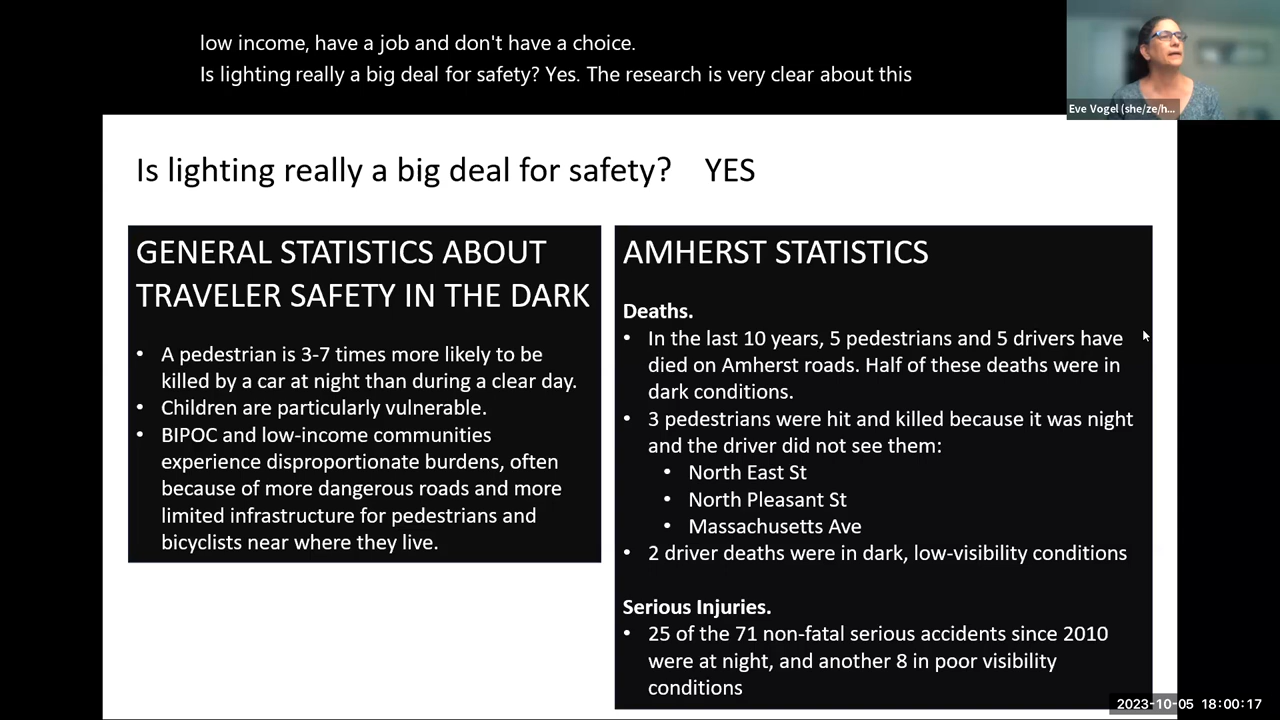 low income, have a job and don't have a choice.
Is lighting really a big deal for safety? Yes. The research is very clear about this
Eve Vogel (she/ze/h...
Is lighting really a big deal for safety? YES
GENERAL STATISTICS ABOUT
TRAVELER SAFETY IN THE DARK
• A pedestrian is 3-7 times more likely to be
killed by a car at night than during a clear day.
• Children are particularly vulnerable.
• BIPOC and low-income communities
experience disproportionate burdens, often
because of more dangerous roads and more
limited infrastructure for pedestrians and
bicyclists near where they live.
AMHERST STATISTICS
Deaths.
• In the last 10 years, 5 pedestrians and 5 drivers have
died on Amherst roads. Half of these deaths were in
dark conditions.
• 3 pedestrians were hit and killed because it was night
and the driver did not see them:
• North East St
• North Pleasant St
• Massachusetts Ave
• 2 driver deaths were in dark, low-visibility conditions
Serious Injuries.
• 25 of the 71 non-fatal serious accidents since 2010
were at night, and another 8 in poor visibility
conditions
2023-10-05 18:00:17